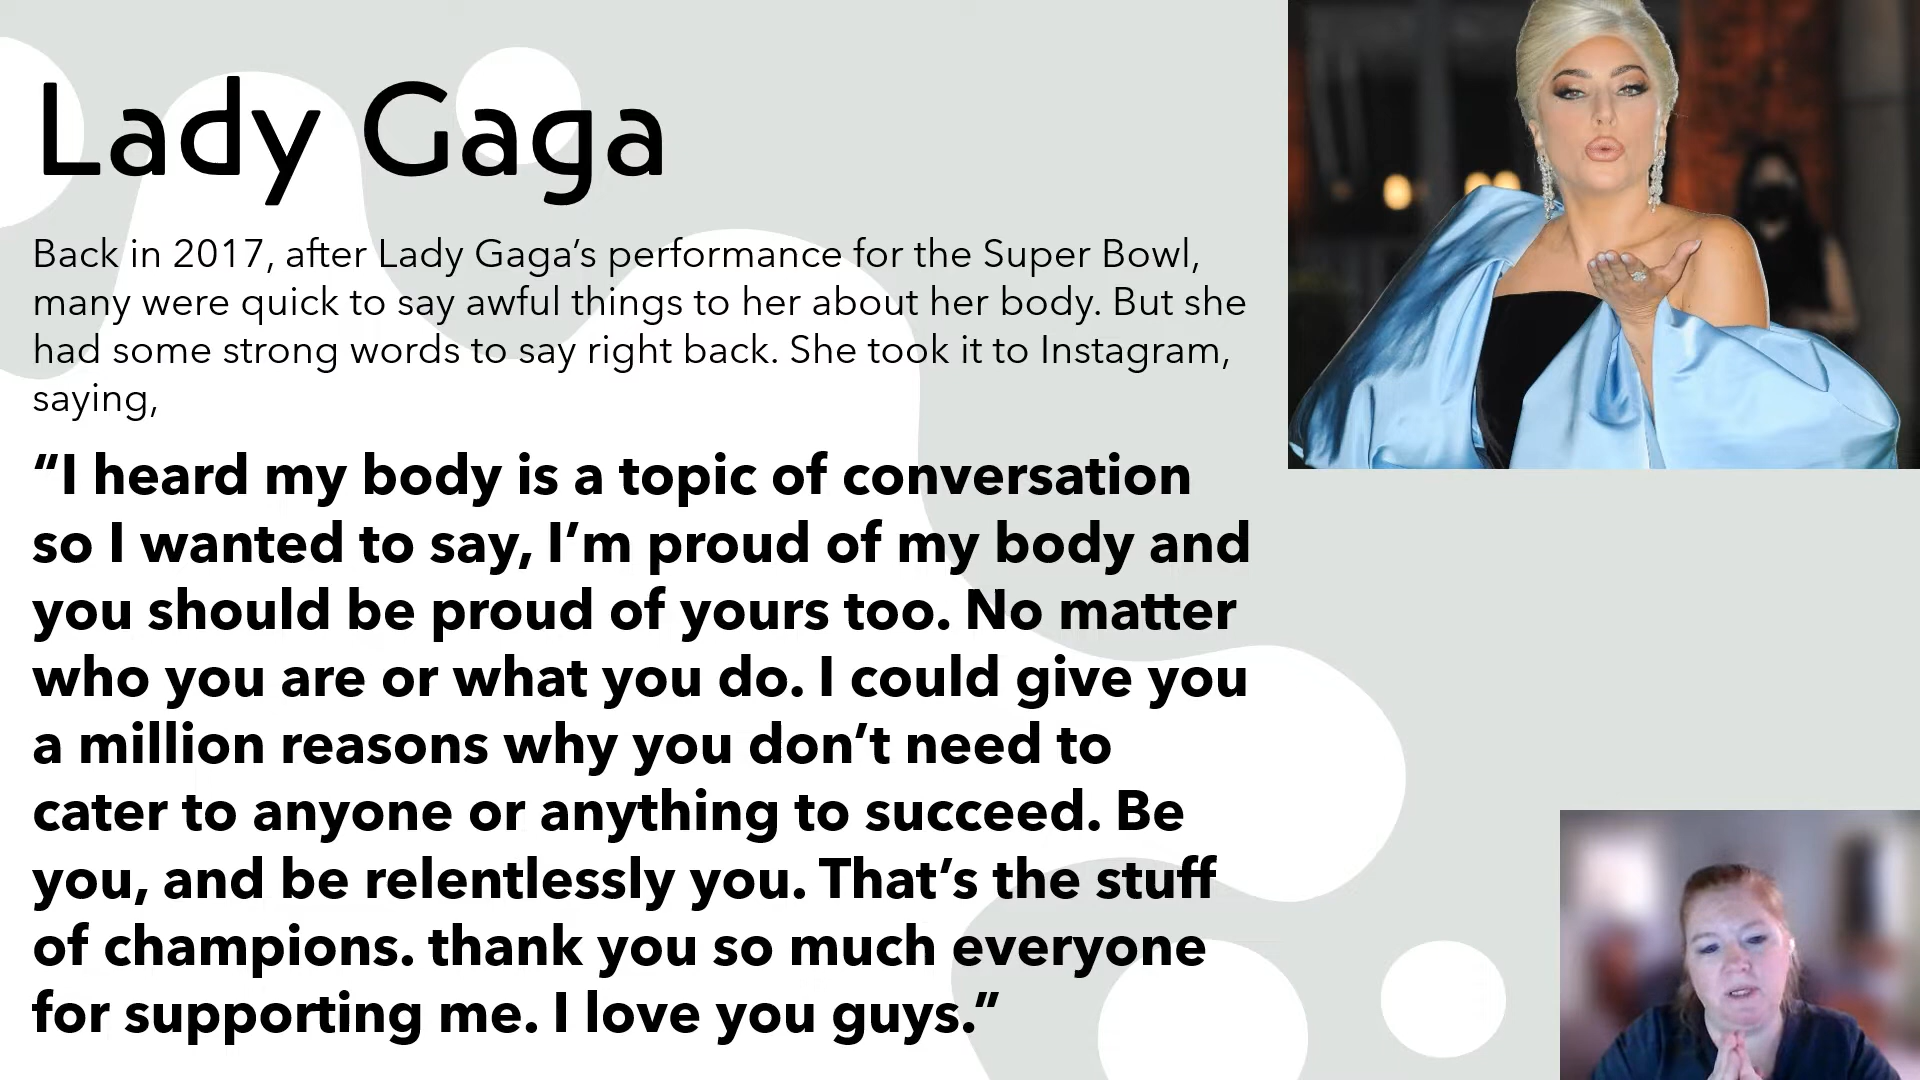 Lady Gaga
Back in 2017, after Lady Gaga’s performance for the Super Bowl,
many were quick to say awful things to her about her body. But she
had some strong words to say right back. She took it to Instagram,
saying,
“I heard my body is a topic of conversation
so I wanted to say, I’m proud of my body and
you should be proud of yours too. No matter
who you are or what you do. I could give you
a million reasons why you don’t need to
cater to anyone or anything to succeed. Be
you, and be relentlessly you. That’s the stuff
of champions. thank you so much everyone
for supporting me. I love you guys.”